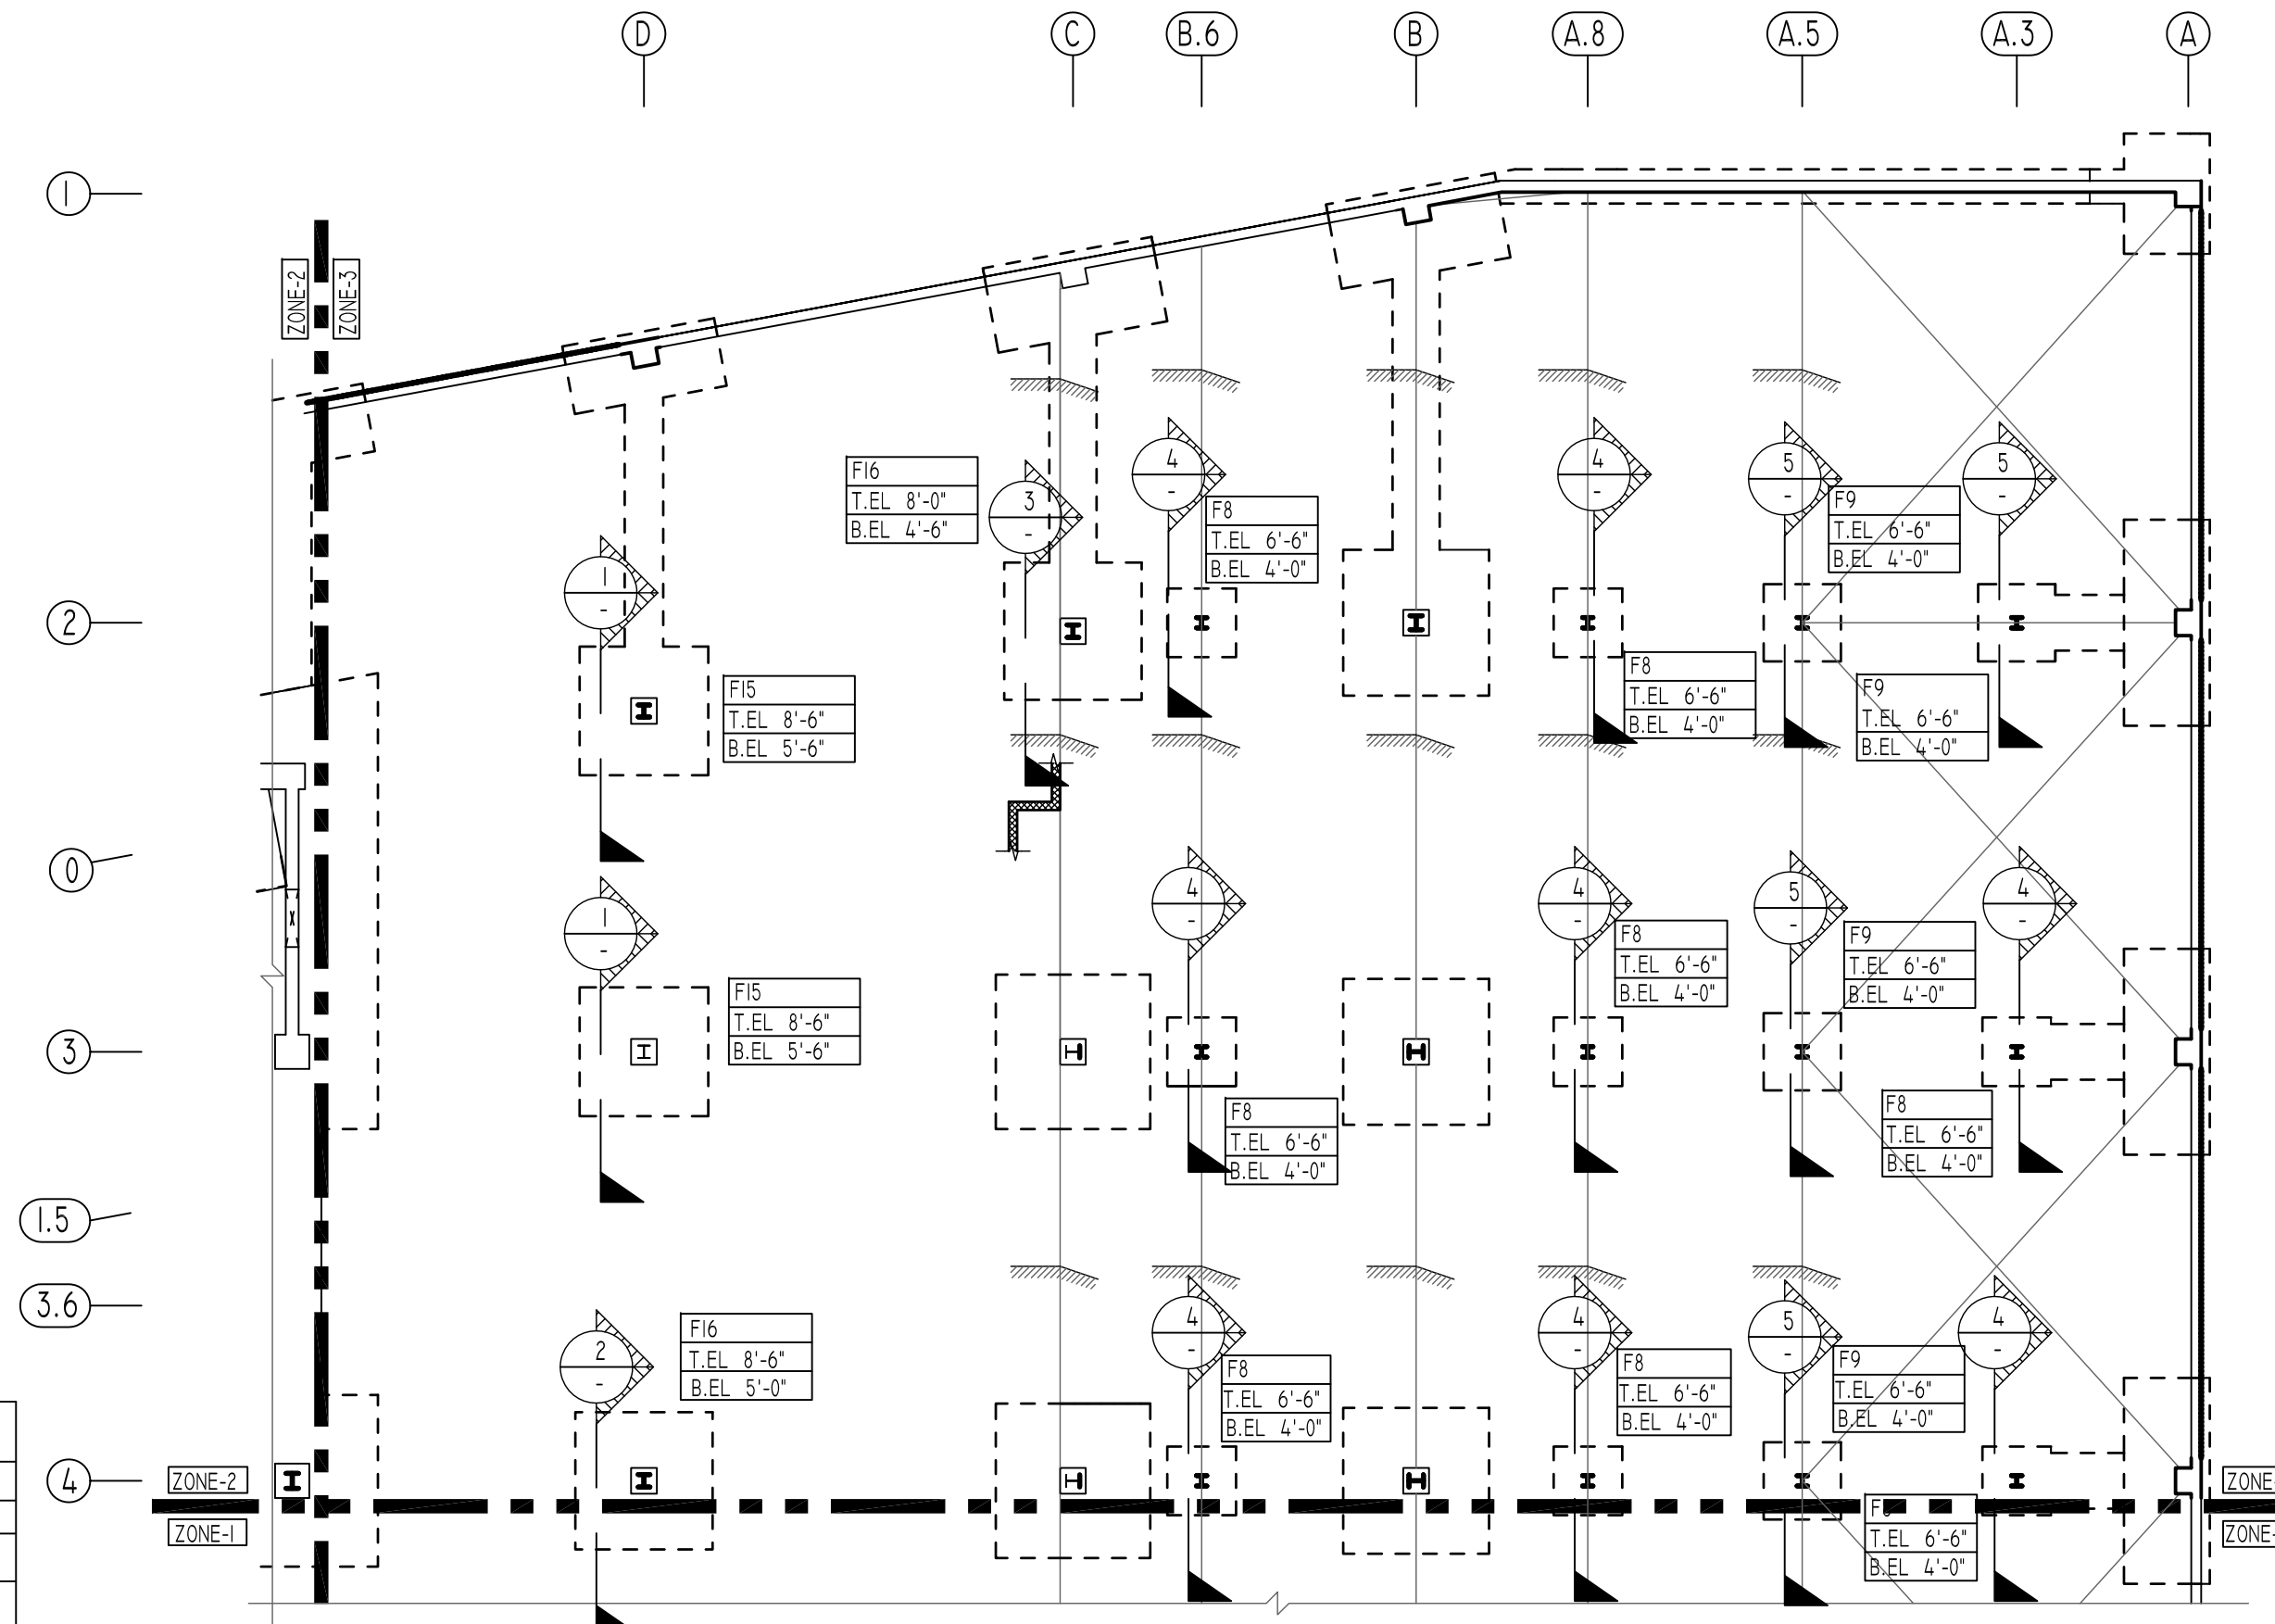 D
C
B.6
B
A.8
A.5
A.3
A
1
ZONE-2
ZONE-3
F16
T.EL 8'-0"
B.EL 4'-6"
3
-
4
-
F8
T.EL 6'-6"
B.EL 4'-0"
4
-
5
-
F9
T.EL 6'-6"
B.EL 4'-0"
5
-
1
-
2
F15
T.EL 8'-6"
B.EL 5'-6"
F8
T.EL 6'-6"
B.EL 4'-0"
F9
T.EL 6'-6"
B.EL 4'-0"
0
1
-
4
-
4
-
F8
T.EL 6'-6"
B.EL 4'-0"
5
-
F9
T.EL 6'-6"
B.EL 4'-0"
4
-
F15
T.EL 8'-6"
B.EL 5'-6"
3
F8
T.EL 6'-6"
B.EL 4'-0"
F8
T.EL 6'-6"
B.EL 4'-0"
1.5
3.6
2
-
F16
T.EL 8'-6"
B.EL 5'-0"
4
-
F8
T.EL 6'-6"
B.EL 4'-0"
4
-
F8
T.EL 6'-6"
B.EL 4'-0"
5
-
F9
T.EL 6'-6"
B.EL 4'-0"
4
-
4
ZONE-2
ZONE-1
T.EL 6'-6"
B.EL 4'-0"
ZONE-
ZONE-